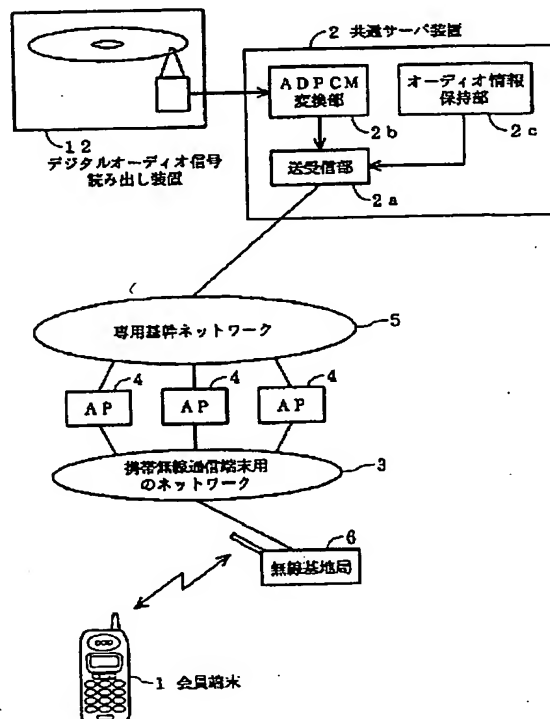 2 共通サーバ装置
ADPCM
変換部
2b
オーディオ情報
保持部
2c
12
デジタルオーディオ信号
読み出し装置
送受信部
2a
専用基幹ネットワーク
5
AP
4
AP
4
AP
4
携帯無線通信端末用
のネットワーク
3
6
無線基地局
1 会員端末